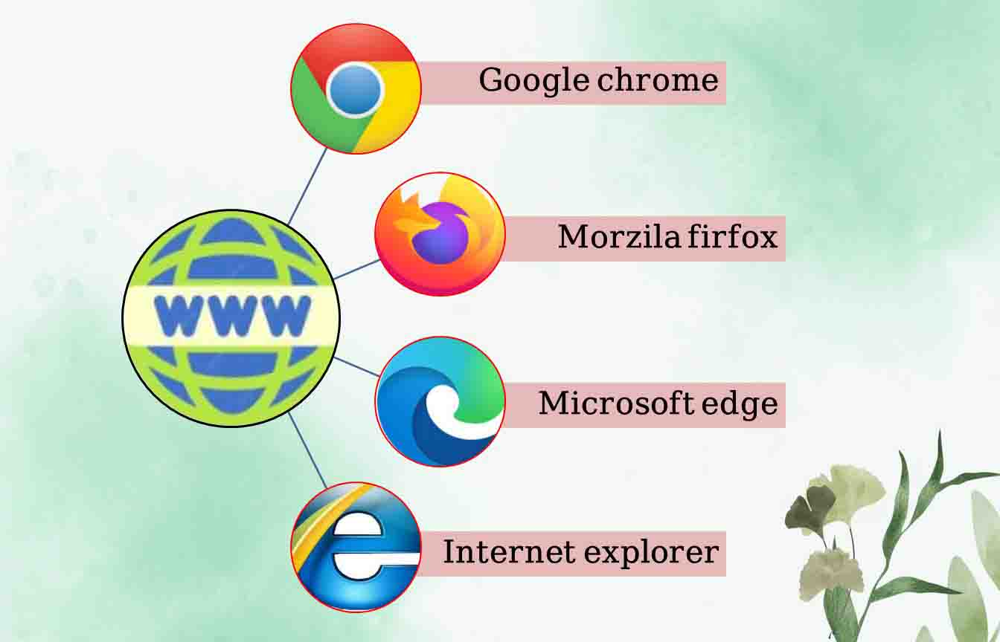 Google chrome
Morzila firfox
www
Microsoft edge
Internet explorer